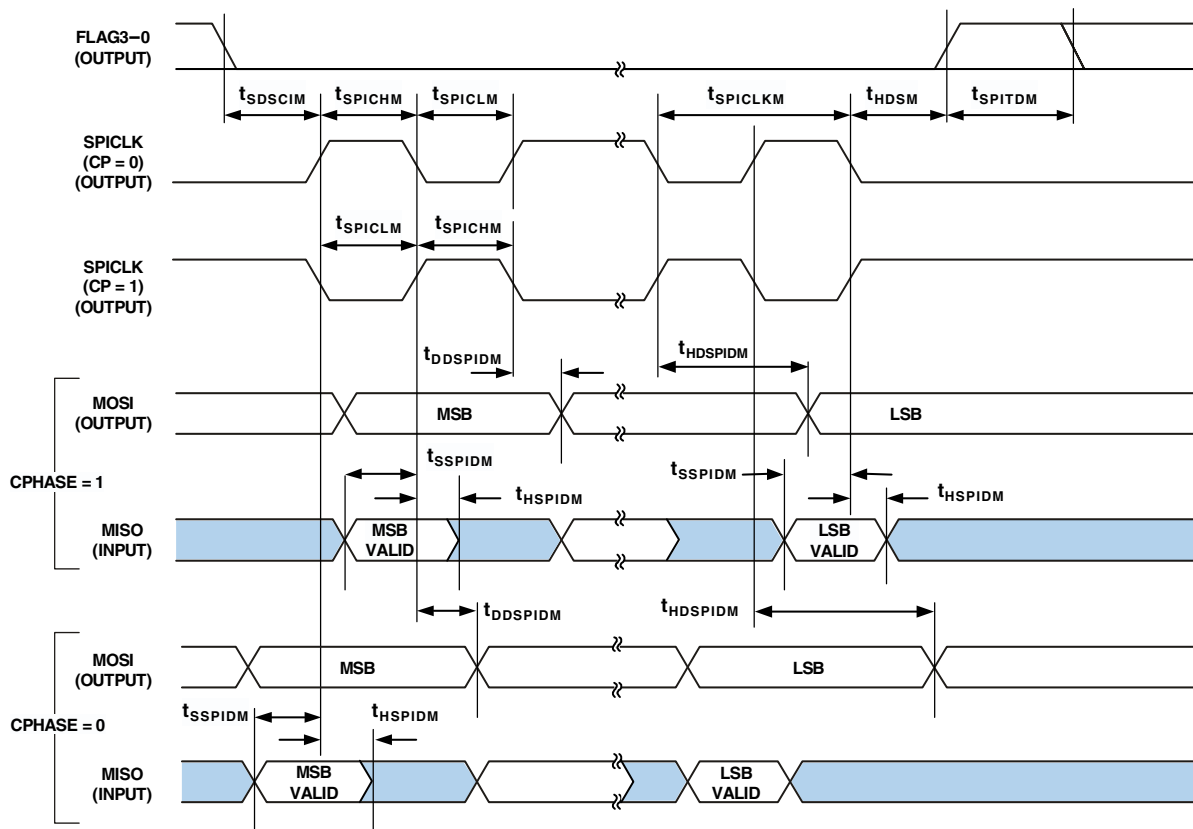 FLAG3–0
(OUTPUT)
tSDSCIM tSPICHM tSPICLM tSPICLKM tHDSM tSPITDM
SPICLK
(CP = 0)
(OUTPUT)
tSPICLM tSPICHM
SPICLK
(CP = 1)
(OUTPUT)
tDDSPIDM tHDSPIDM
CPHASE = 1
MOSI
(OUTPUT)
MSB LSB
tSSPIDM tSSPIDM
tHSPIDM tHSPIDM
MISO
(INPUT)
MSB
VALID
LSB
VALID
tDDSPIDM tHDSPIDM
CPHASE = 0
MOSI
(OUTPUT)
MSB LSB
tSSPIDM tHSPIDM
MISO
(INPUT)
MSB
VALID
LSB
VALID